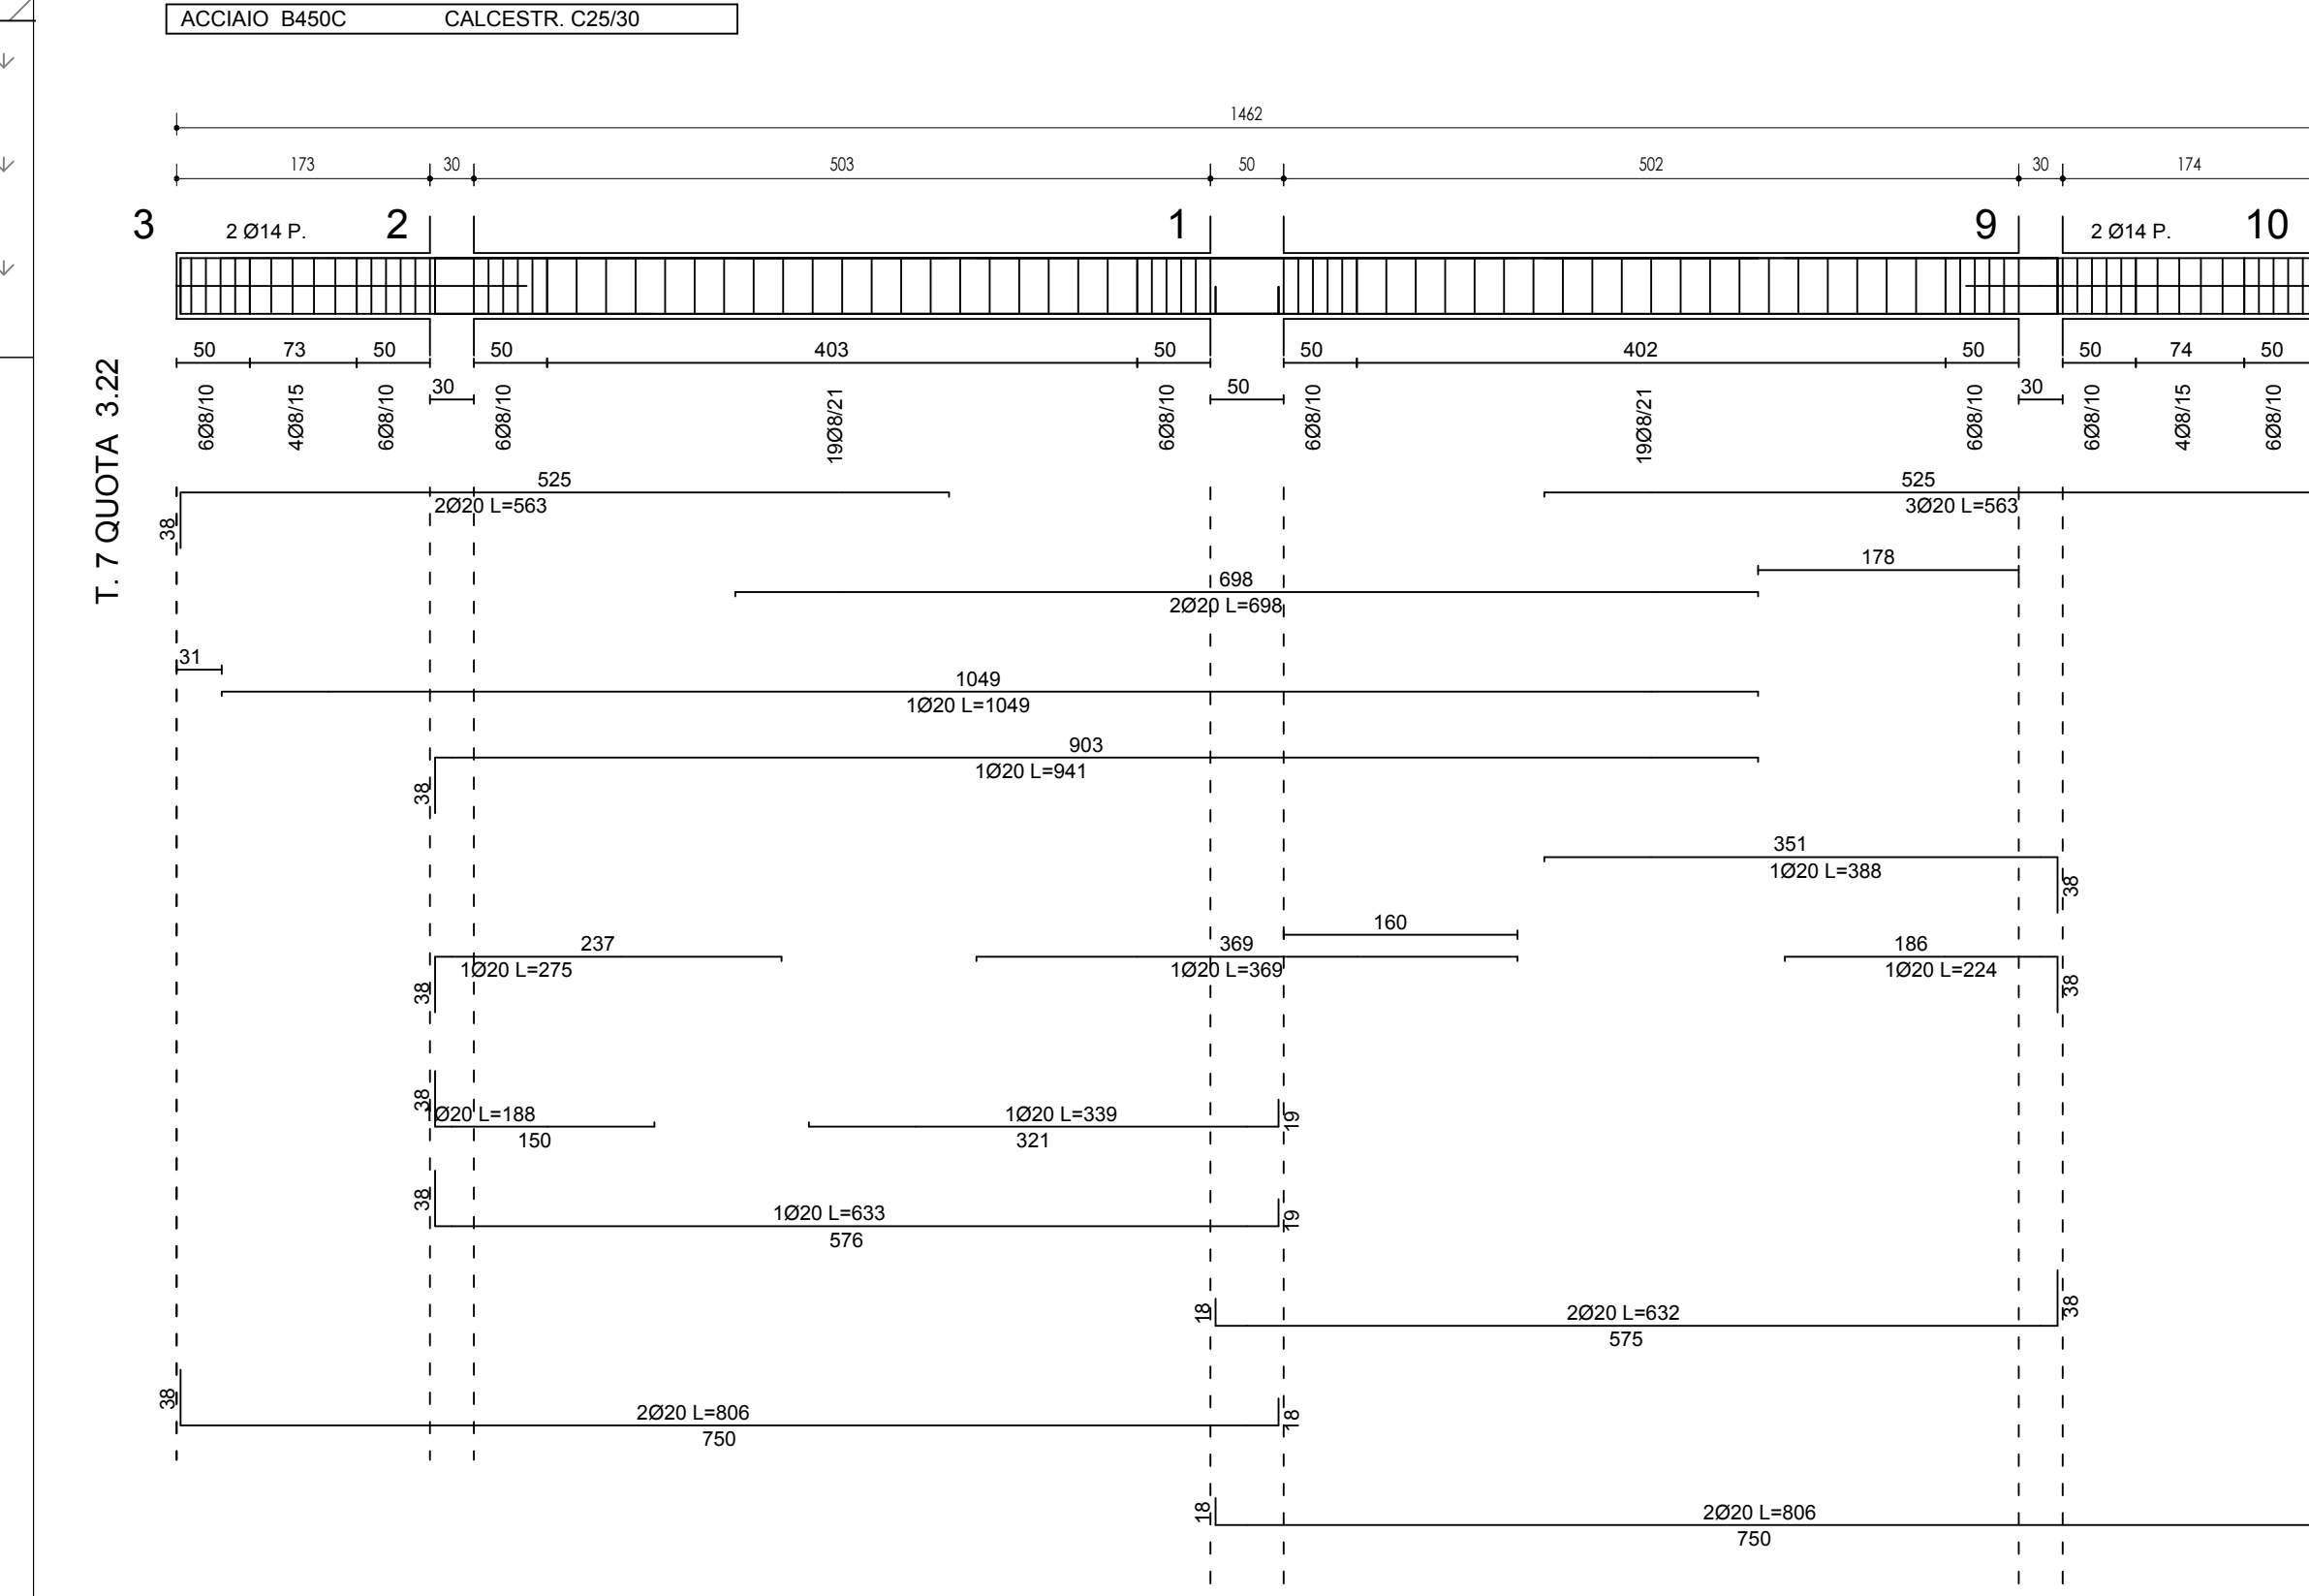 ACCIAIO B450C CALCESTR. C25/30
1462
173 30 503 50 502 30 174
3 2 Ø14 P. 2 1 9 2 Ø14 P. 10
50 73 50 50 403 50 50 402 50 50 74 50
30 50 30
6Ø8/10 4Ø8/15 6Ø8/10 6Ø8/10 19Ø8/21 6Ø8/10 6Ø8/10 19Ø8/21 6Ø8/10 6Ø8/10 4Ø8/15 6Ø8/10
T. 7 QUOTA 3.22
525 525
38 2Ø20 L=563 3Ø20 L=563
178
698
2Ø20 L=698
31
1049
1Ø20 L=1049
903
38 1Ø20 L=941
351
1Ø20 L=388 38
160
237 369 186
38 1Ø20 L=275 1Ø20 L=369 1Ø20 L=224 38
38 1Ø20 L=188 1Ø20 L=339 19
150 321
38 1Ø20 L=633 19
576
18 2Ø20 L=632 38
575
38 2Ø20 L=806 18
750
18 2Ø20 L=806
750